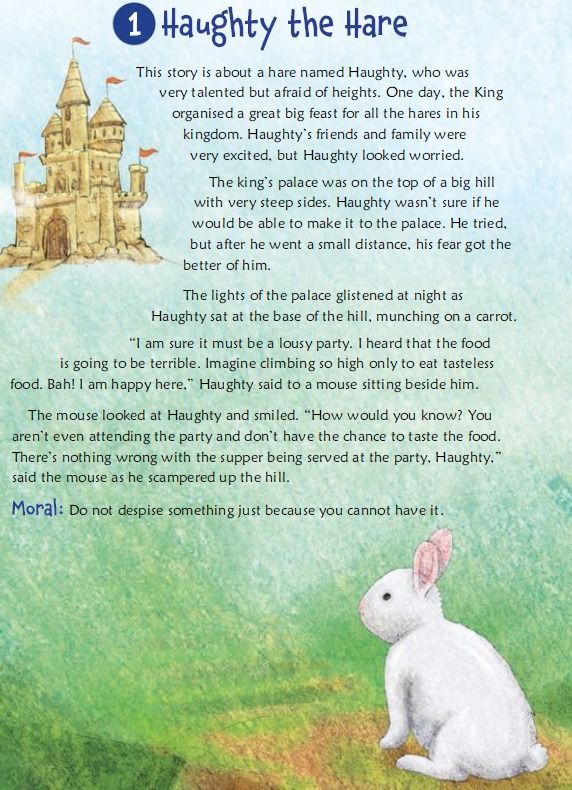 1 Haughty the Hare
This story is about a hare named Haughty, who was
very talented but afraid of heights. One day, the King
organised a great big feast for all the hares in his
kingdom. Haughty's friends and family were
very excited, but Haughty looked worried.
The king's palace was on the top of a big hill
with very steep sides. Haughty wasn't sure if he
would be able to make it to the palace. He tried,
but after he went a small distance, his fear got the
better of him.
The lights of the palace glistened at night as
Haughty sat at the base of the hill, munching on a carrot.
“I am sure it must be a lousy party. I heard that the food
is going to be terrible. Imagine climbing so high only to eat tasteless
food. Bah! I am happy here,” Haughty said to a mouse sitting beside him.
The mouse looked at Haughty and smiled. “How would you know? You
aren't even attending the party and don't have the chance to taste the food.
There's nothing wrong with the supper being served at the party, Haughty,”
said the mouse as he scampered up the hill.
Moral: Do not despise something just because you cannot have it.